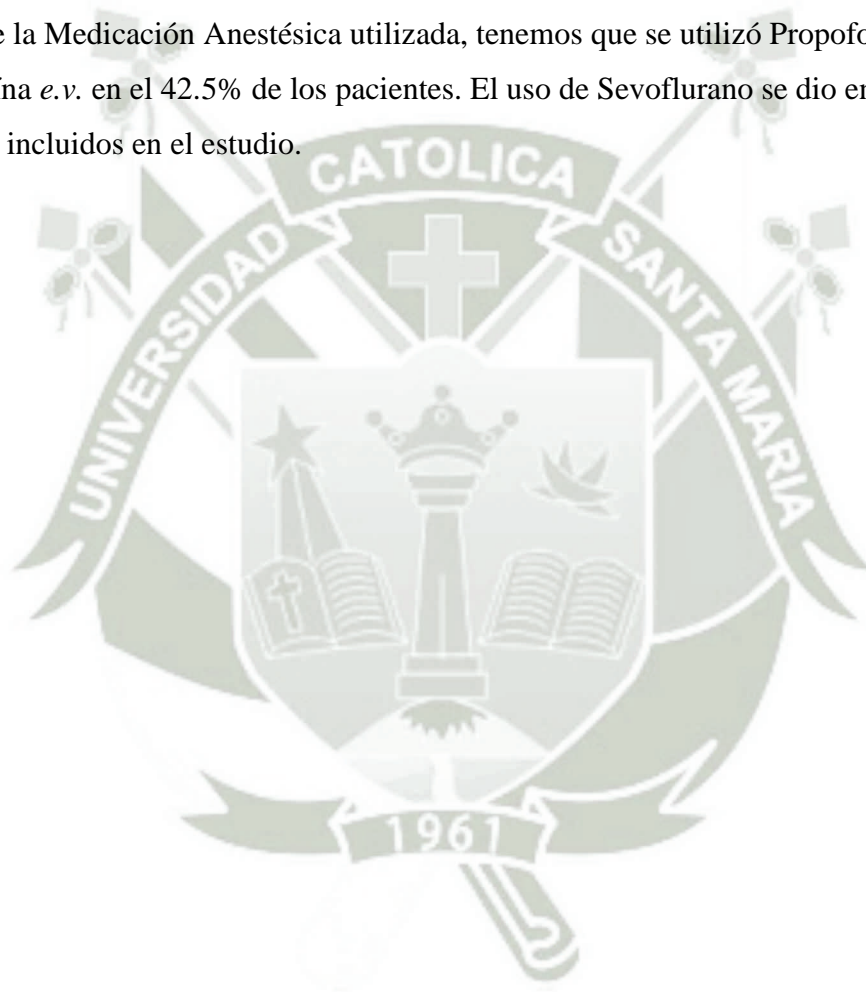 e la Medicación Anestésica utilizada, tenemos que se utilizó Propofo
ína e.v. en el 42.5% de los pacientes. El uso de Sevoflurano se dio en
incluidos en el estudio.
UNIVERSIDAD CATOLICA SANTA MARIA
1961